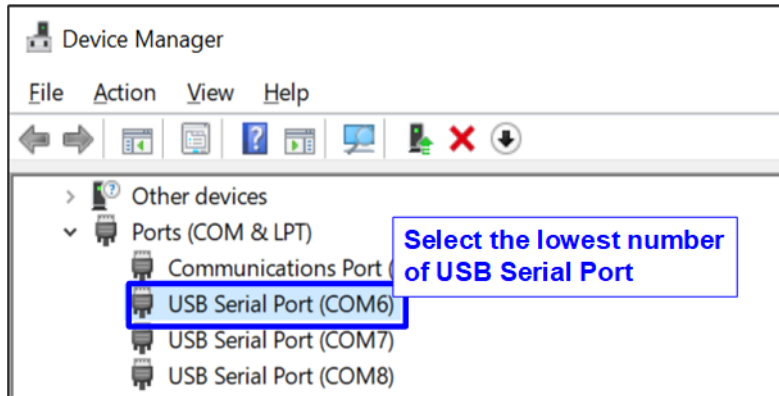 Device Manager
File Action View Help
Other devices
Ports (COM & LPT)
Communications Port (
USB Serial Port (COM6)
USB Serial Port (COM7)
USB Serial Port (COM8)
Select the lowest number
of USB Serial Port